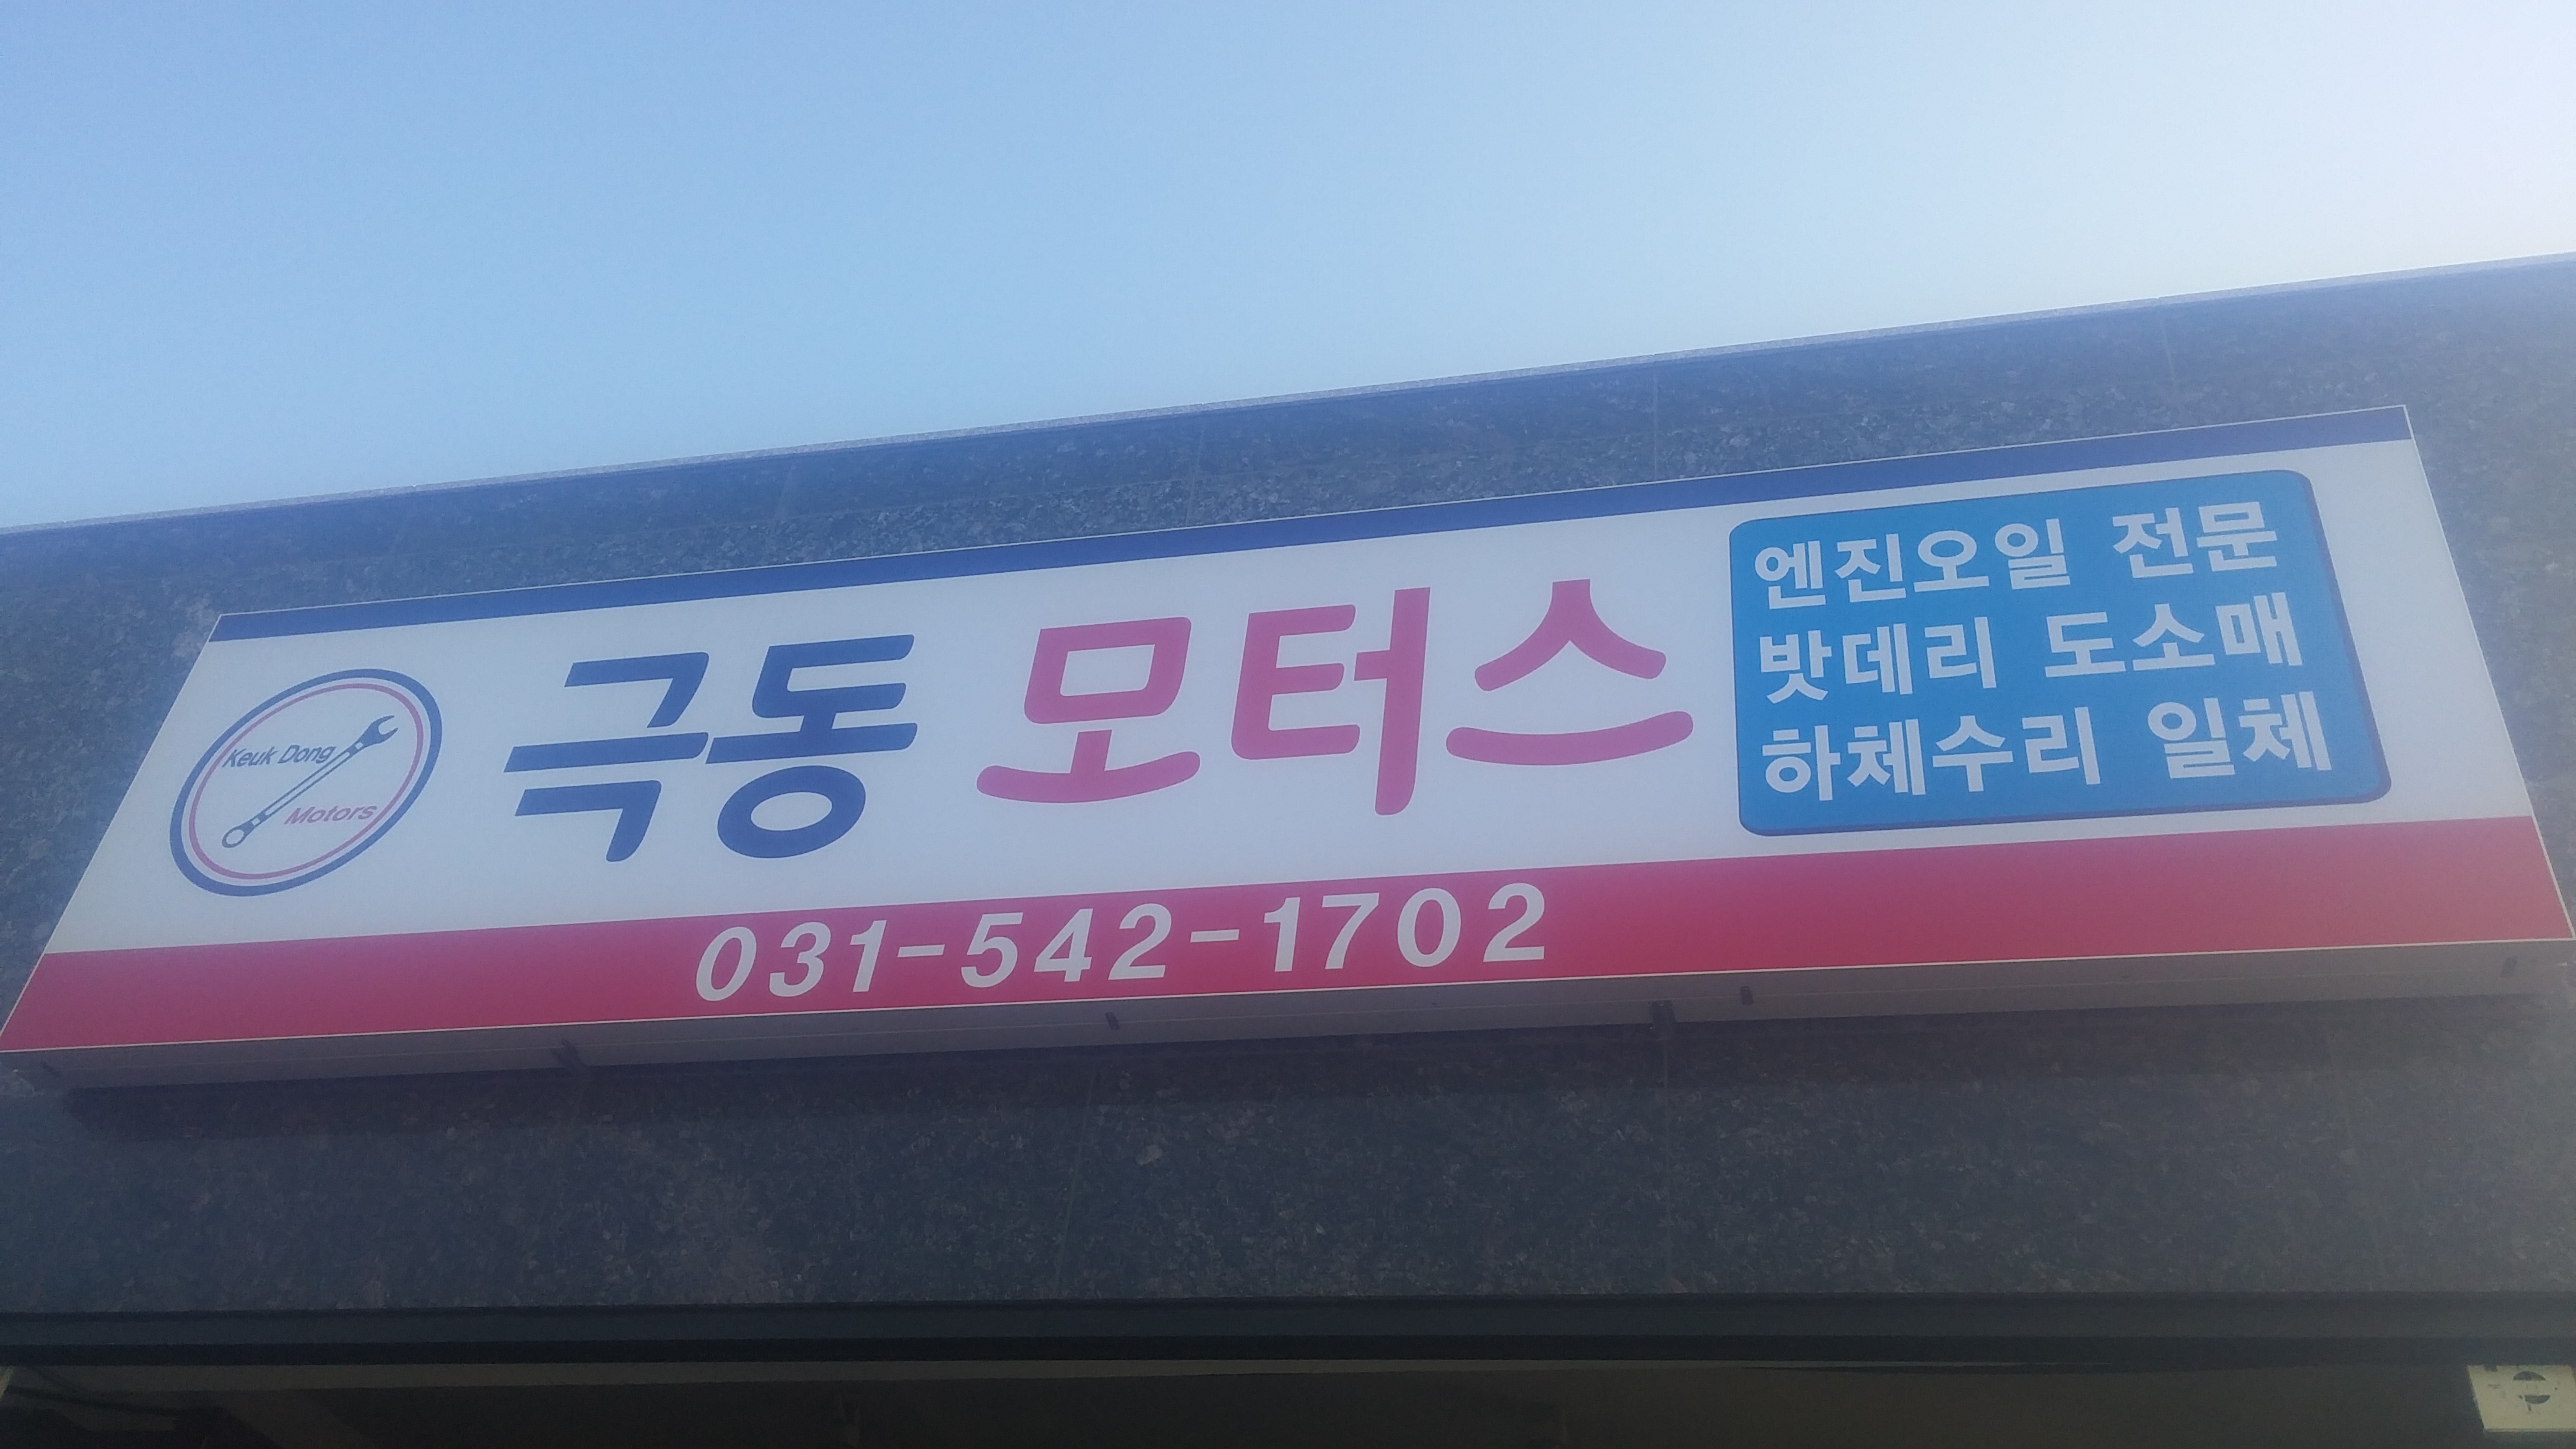 Keuk Dong
Motors
극동 모터스
엔진오일 전문
밧데리 도소매
하체수리 일체
031-542-1702